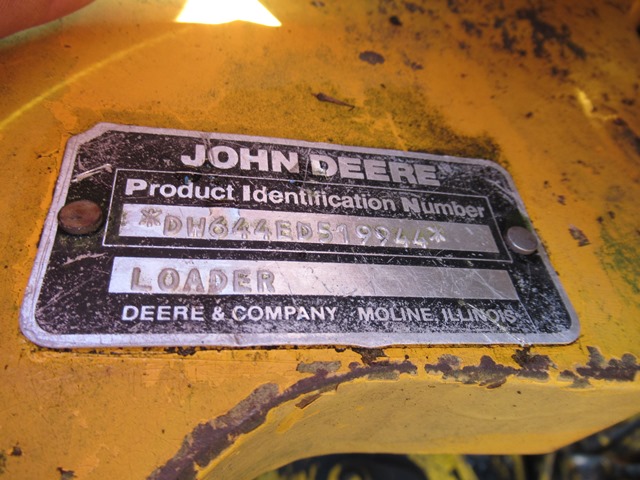 JOHN DEERE
Product Identification Number
*DH644ED519944*
LOADER
DEERE & COMPANY MOLINE, ILLINOIS